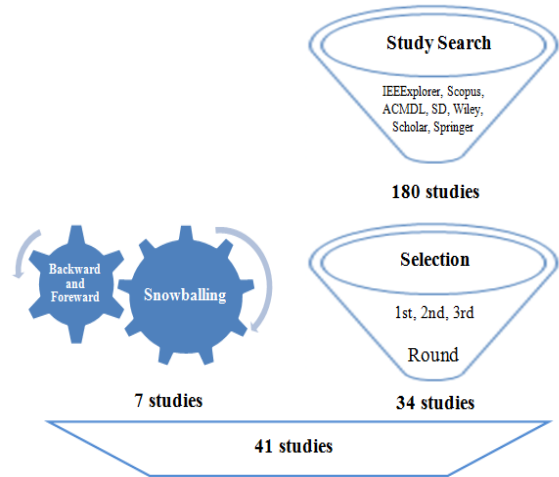 Study Search
IEEExplorer, Scopus,
ACMDL, SD, Wiley,
Scholar, Springer
180 studies
Backward
and
Foreward
Snowballing
Selection
1st, 2nd, 3rd
Round
7 studies
34 studies
41 studies